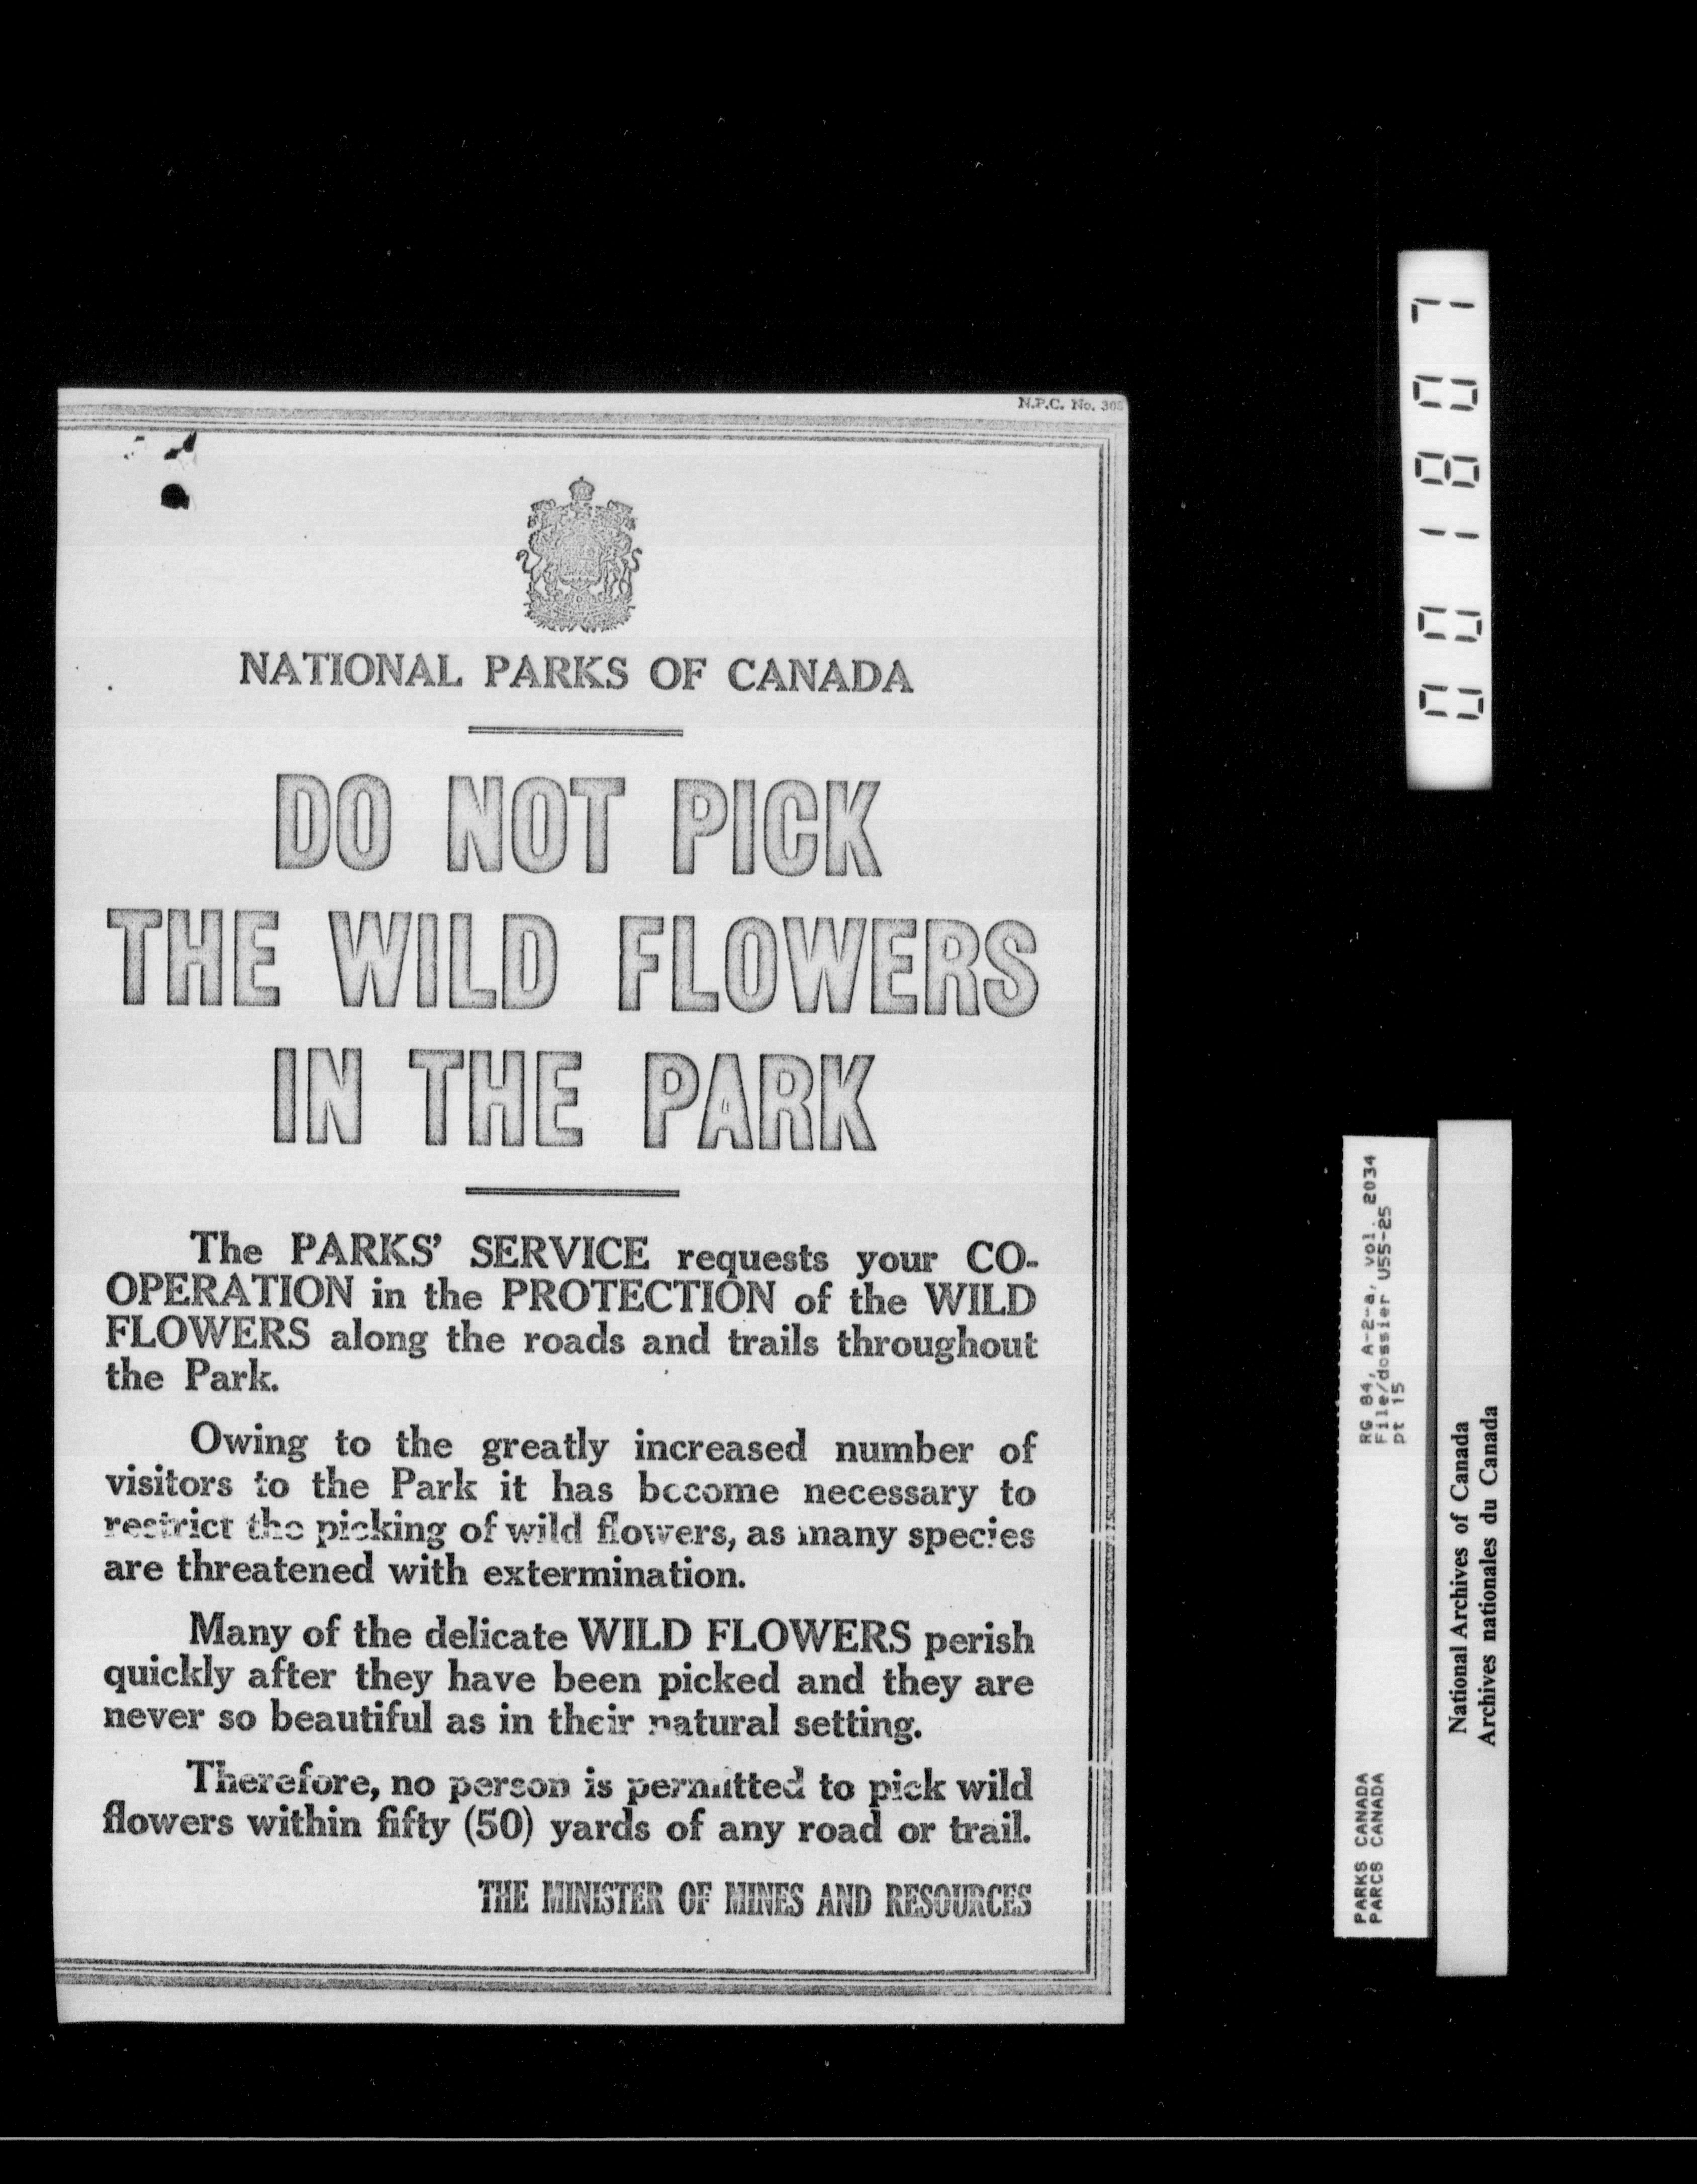 N.P.C. No. 305
NATIONAL PARKS OF CANADA
DO NOT PICK
THE WILD FLOWERS
IN THE PARK
The PARKS' SERVICE requests your CO-
OPERATION in the PROTECTION of the WILD
FLOWERS along the roads and trails throughout
the Park.
Owing to the greatly increased number of
visitors to the Park it has become necessary to
restrict the picking of wild flowers, as many species
are threatened with extermination.
Many of the delicate WILD FLOWERS perish
quickly after they have been picked and they are
never so beautiful as in their natural setting.
Therefore, no person is permitted to pick wild
flowers within fifty (50) yards of any road or trail.
THE MINISTER OF MINES AND RESOURCES
001807
PARKS CANADA
PARCS CANADA
RG 84, A-2-a, vol. 2034
File/dossier U55-25
pt 15
National Archives of Canada
Archives nationales du Canada